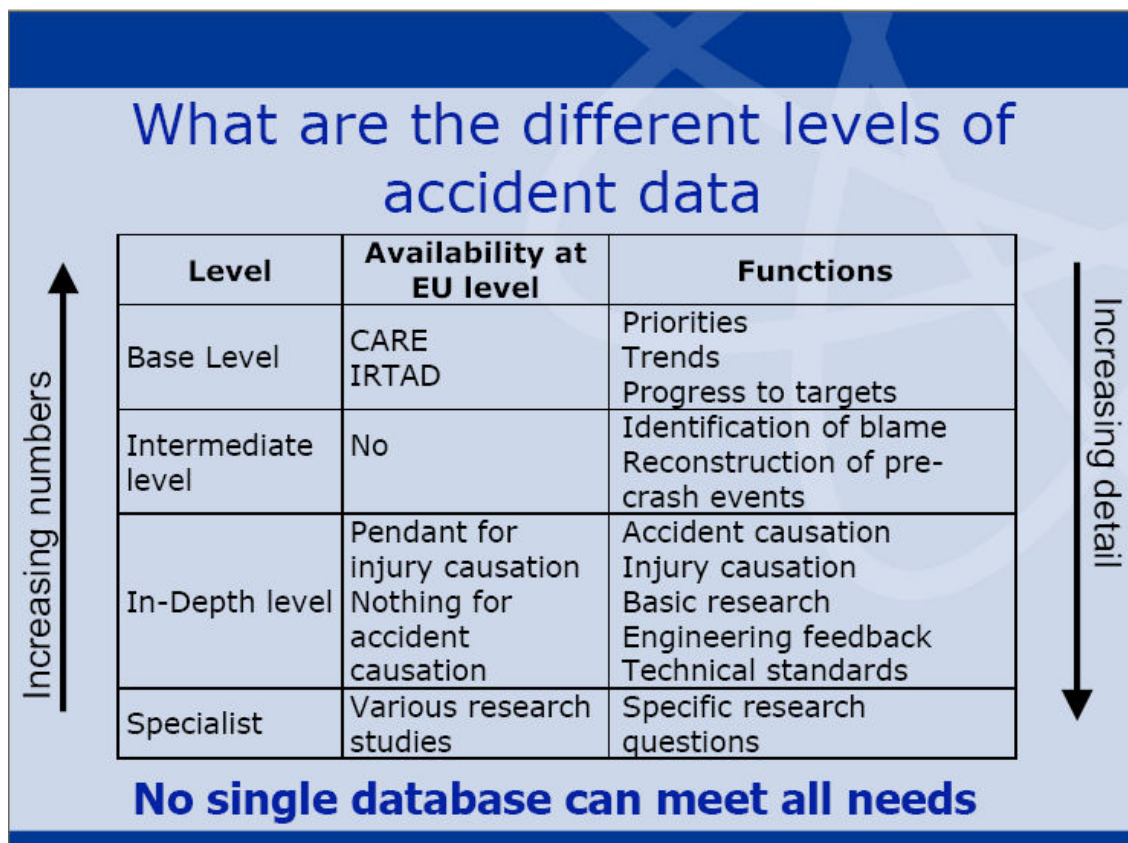 What are the different levels of
accident data
Level
Availability at
EU level
Functions
Base Level
CARE
IRTAD
Priorities
Trends
Progress to targets
Intermediate
level
No
Identification of blame
Reconstruction of pre-
crash events
In-Depth level
Pendant for
injury causation
Nothing for
accident
causation
Accident causation
Injury causation
Basic research
Engineering feedback
Technical standards
Specialist
Various research
studies
Specific research
questions
Increasing numbers
Increasing detail
No single database can meet all needs